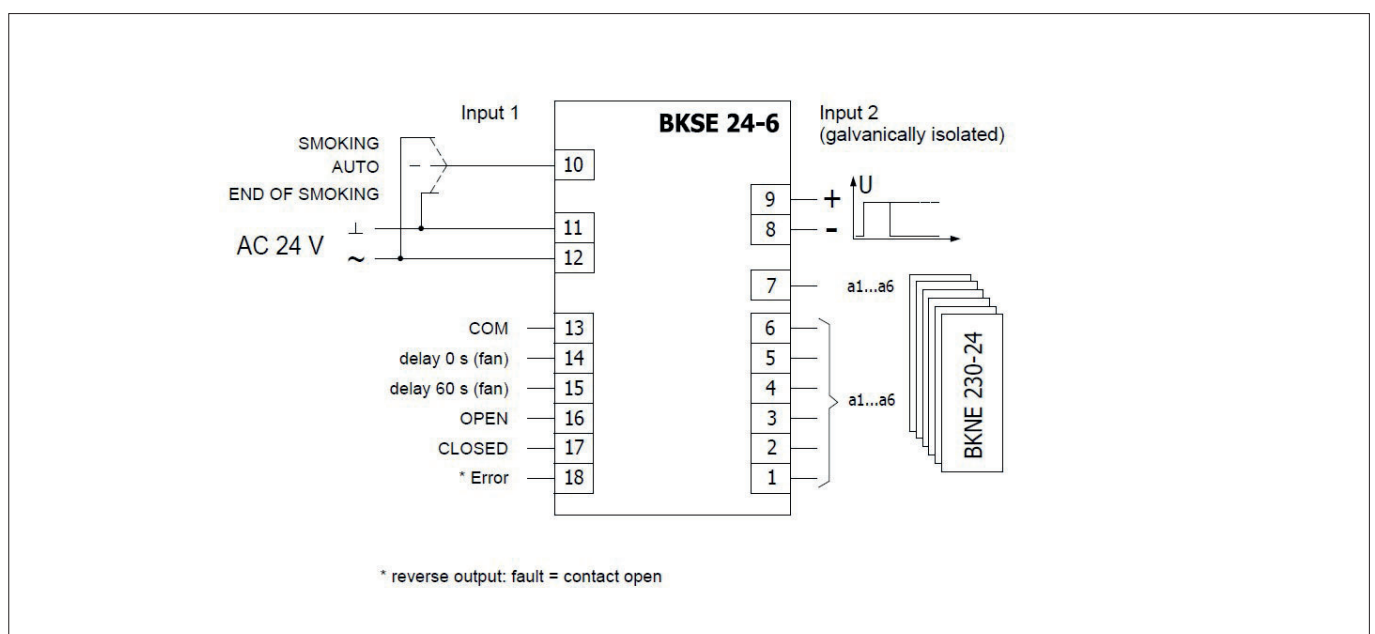 BKSE 24-6
Input 1
SMOKING
AUTO
END OF SMOKING
⊥
AC 24 V
~
10
11
12
COM
13
delay 0 s (fan)
14
delay 60 s (fan)
15
OPEN
16
CLOSED
17
* Error
18
Input 2
(galvanically isolated)
9
+
U
8
-
7
a1...a6
6
5
4
3
2
1
a1...a6
BKNE 230-24
* reverse output: fault = contact open